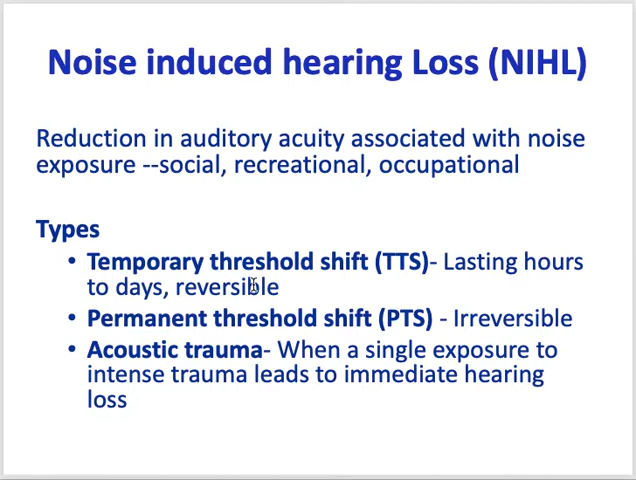 Noise induced hearing Loss (NIHL)
Reduction in auditory acuity associated with noise
exposure --social, recreational, occupational
Types
• Temporary threshold shift (TTS)- Lasting hours
to days, reversible
• Permanent threshold shift (PTS) - Irreversible
• Acoustic trauma- When a single exposure to
intense trauma leads to immediate hearing
loss